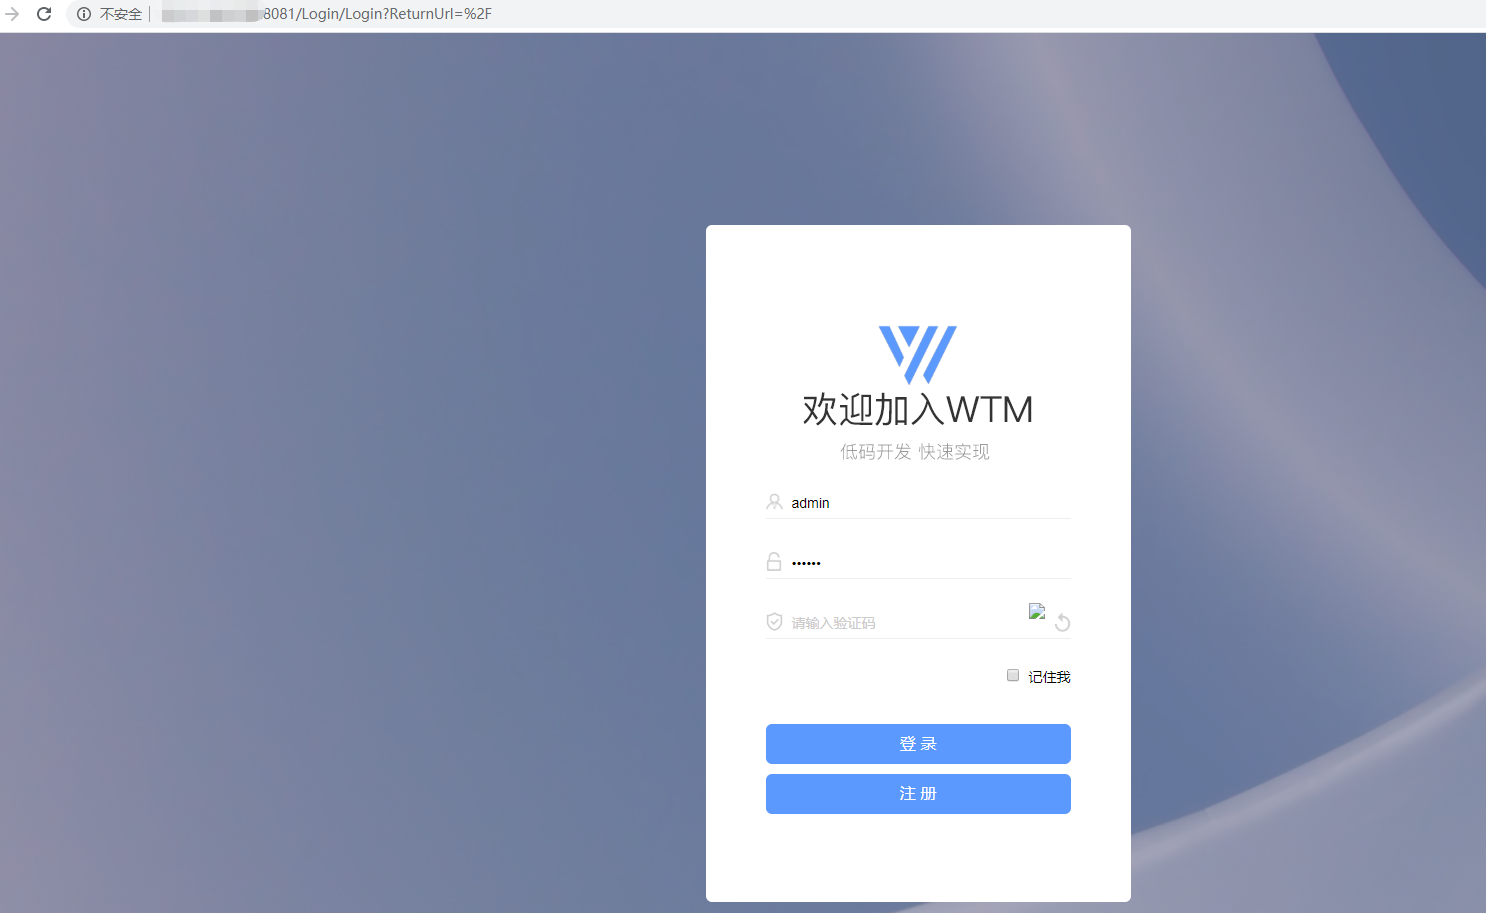 不安全 | 8081/Login/Login?ReturnUrl=%2F
欢迎加入WTM
低码开发 快速实现
admin
••••••
请输入验证码
记住我
登 录
注 册